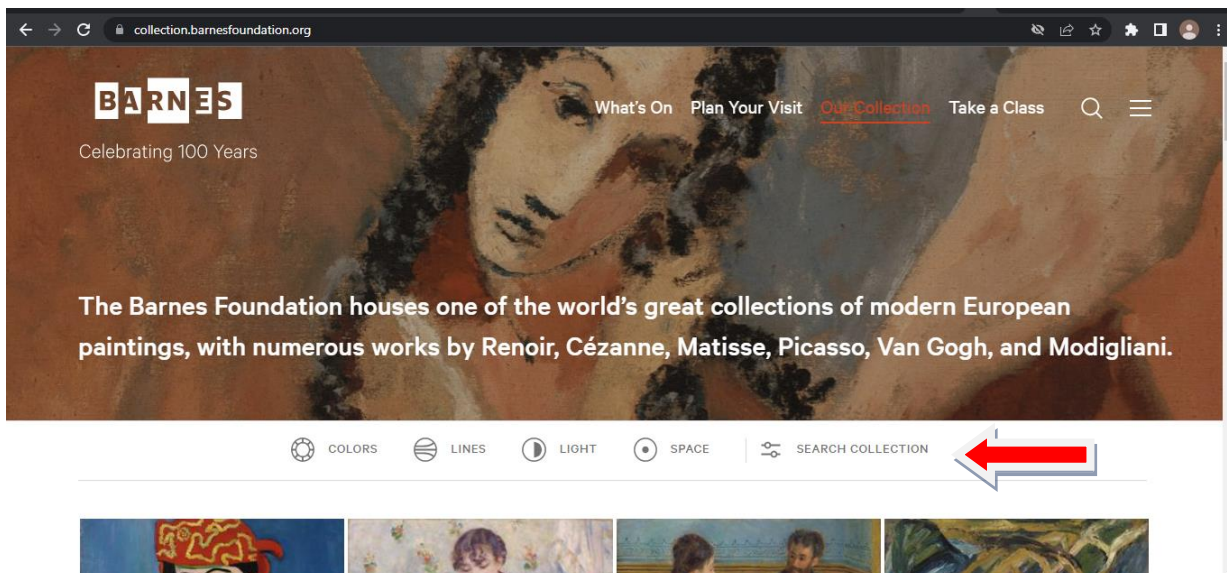 collection.barnesfoundation.org
BARNES
What's On Plan Your Visit Our Collection Take a Class
Celebrating 100 Years
The Barnes Foundation houses one of the world's great collections of modern European
paintings, with numerous works by Renoir, Cézanne, Matisse, Picasso, Van Gogh, and Modigliani.
COLORS LINES LIGHT SPACE SEARCH COLLECTION